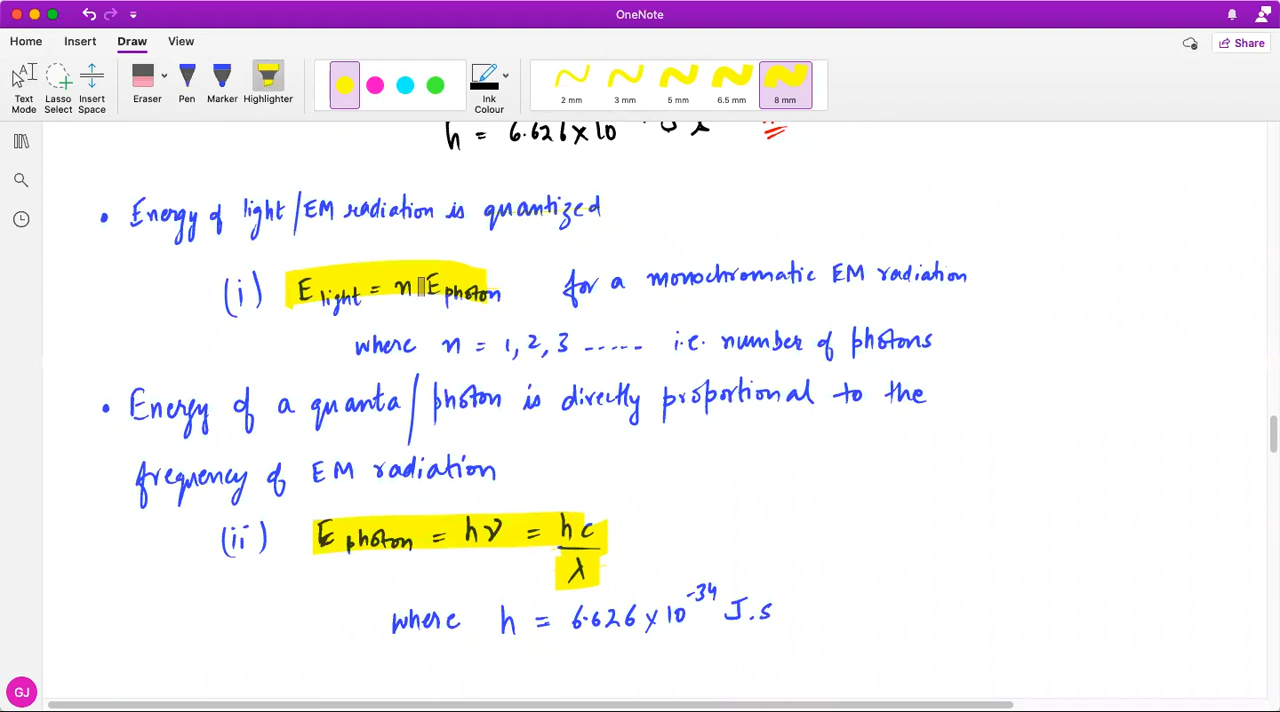 OneNote
Home Insert Draw View
Share
Text Mode
Lasso Select
Insert Space
Eraser
Pen
Marker
Highlighter
Ink Colour
2 mm 3 mm 5 mm 6.5 mm 8 mm
h = 6.626 × 10
• Energy of light/EM radiation is quantized
(i) E light = n E photon for a monochromatic EM radiation
where n = 1, 2, 3 ..... i.e. number of photons
• Energy of a quanta/photon is directly proportional to the
frequency of EM radiation
(ii) E photon = hν = hc/λ
where h = 6.626 × 10^-34 J.s
GJ